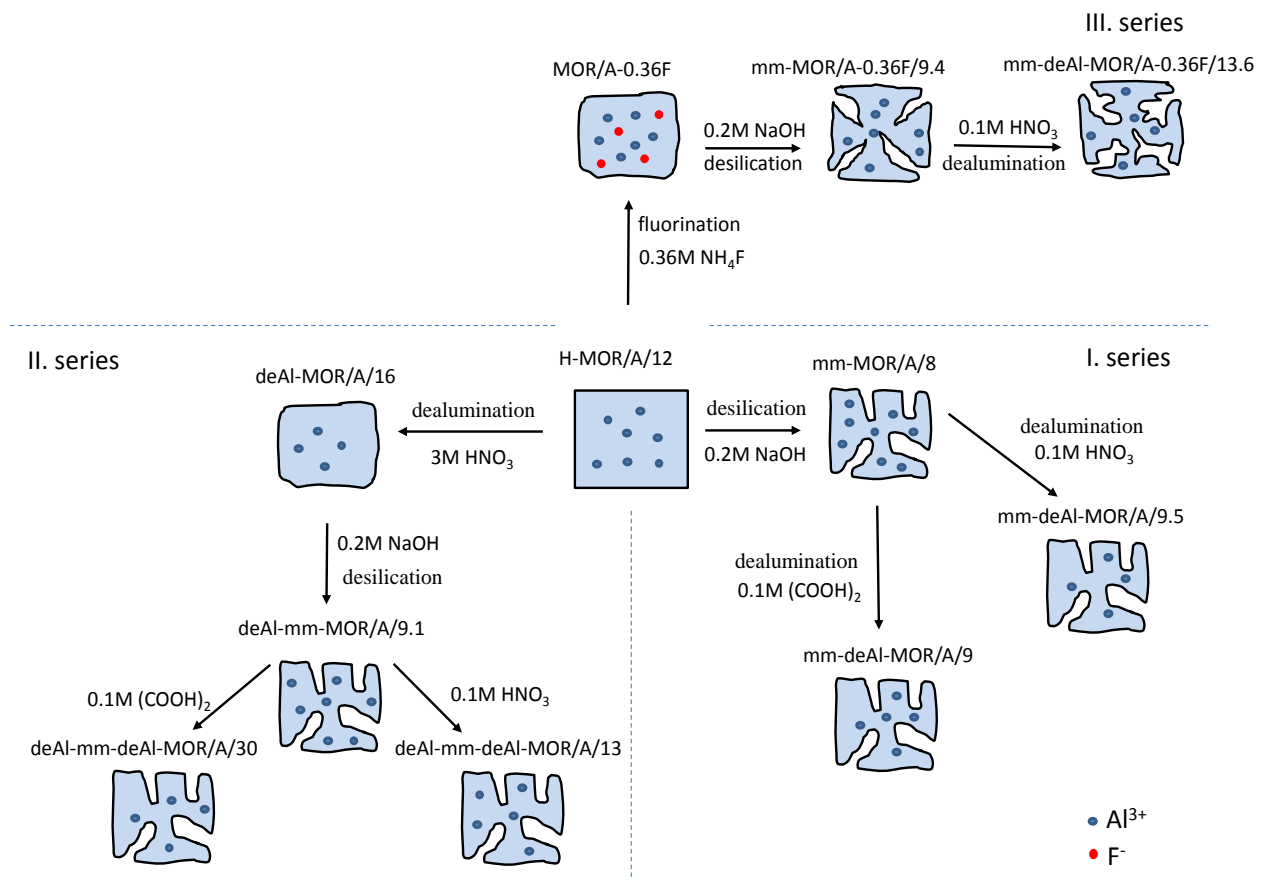 III. series
MOR/A-0.36F
mm-MOR/A-0.36F/9.4
mm-deAl-MOR/A-0.36F/13.6
0.2M NaOH
desilication
0.1M HNO₃
dealumination
fluorination
0.36M NH₄F
II. series
H-MOR/A/12
mm-MOR/A/8
I. series
deAl-MOR/A/16
dealumination
3M HNO₃
desilication
0.2M NaOH
dealumination
0.1M HNO₃
mm-deAl-MOR/A/9.5
0.2M NaOH
desilication
dealumination
0.1M (COOH)₂
deAl-mm-MOR/A/9.1
mm-deAl-MOR/A/9
0.1M (COOH)₂
0.1M HNO₃
deAl-mm-deAl-MOR/A/30
deAl-mm-deAl-MOR/A/13
Al³⁺
F⁻